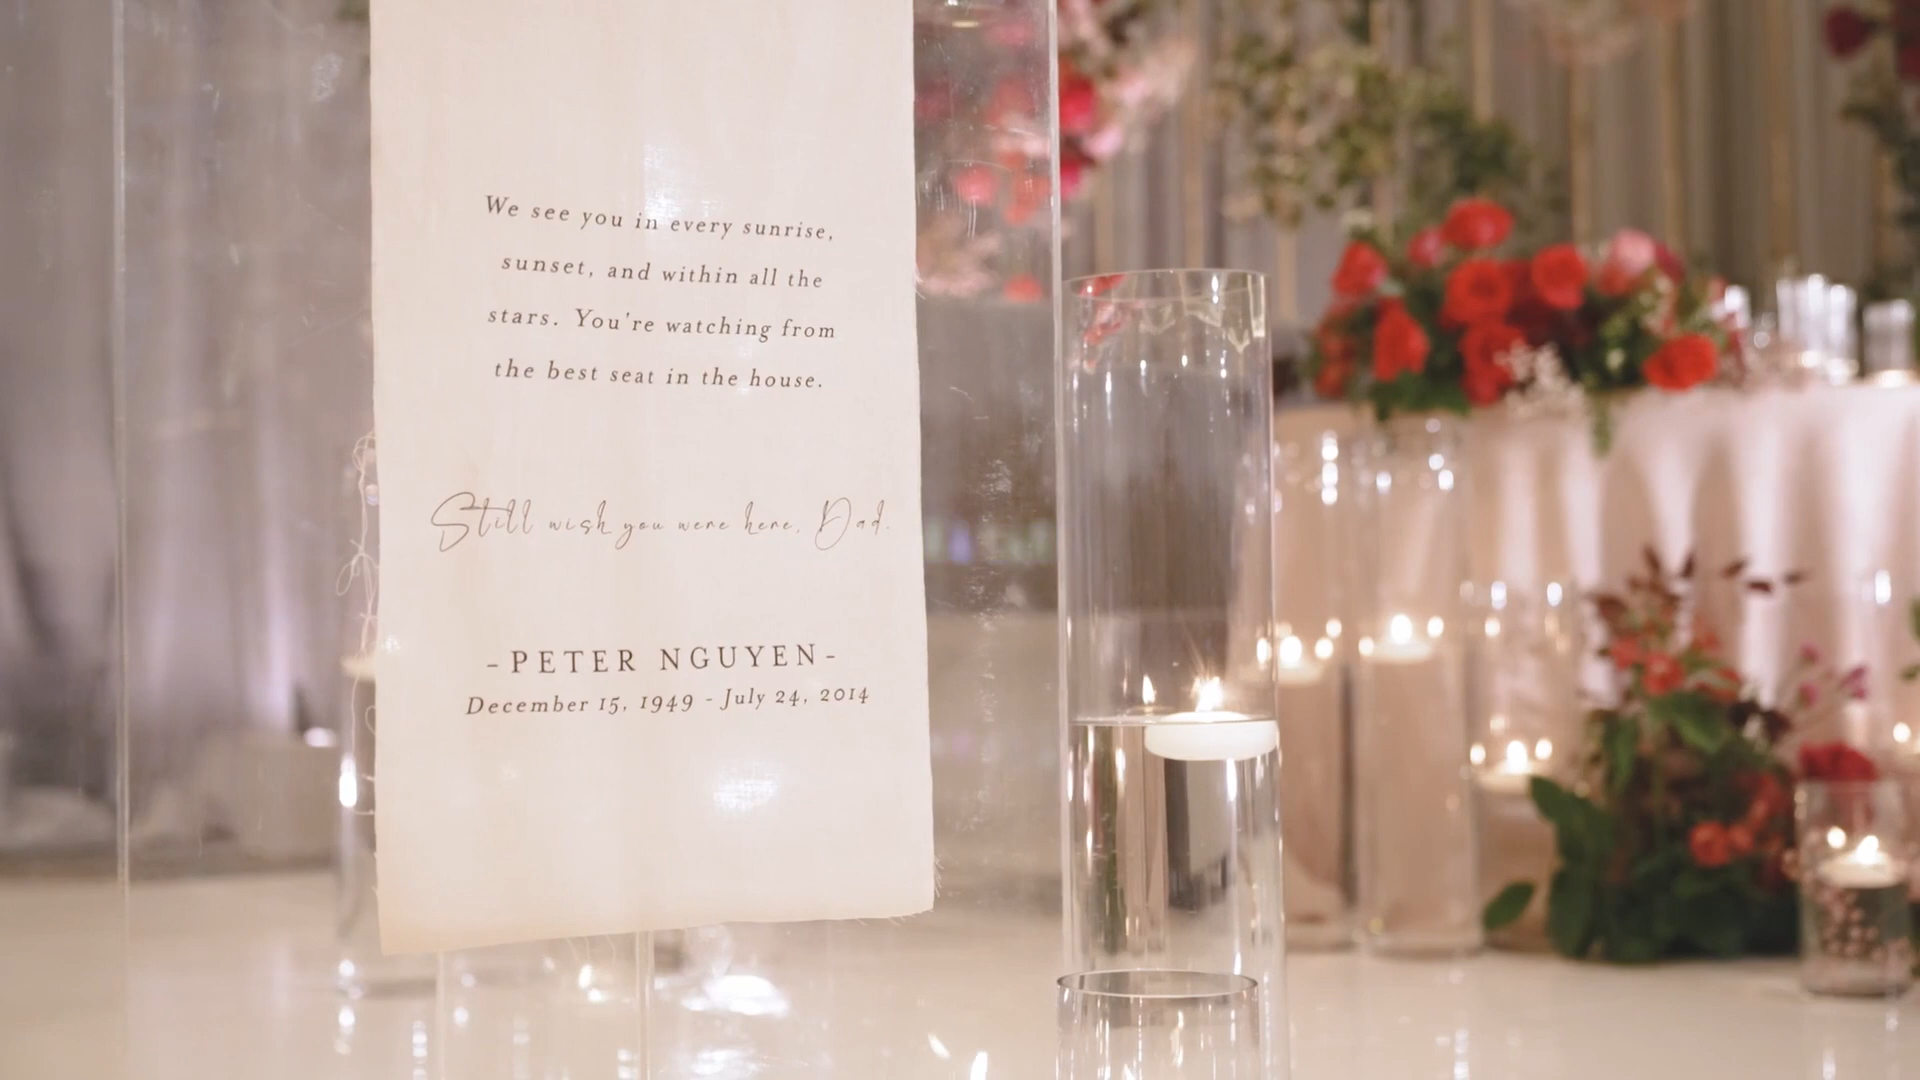 We see you in every sunrise,
sunset, and within all the
stars. You're watching from
the best seat in the house.
Still wish you were here, Dad.
-PETER NGUYEN-
December 15, 1949 - July 24, 2014